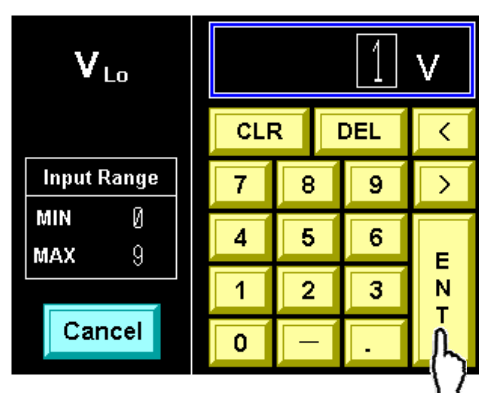 V Lo
1 V
CLR DEL <
Input Range
7 8 9 >
MIN 0
4 5 6
MAX 9
ENT
1 2 3
Cancel
0 — .